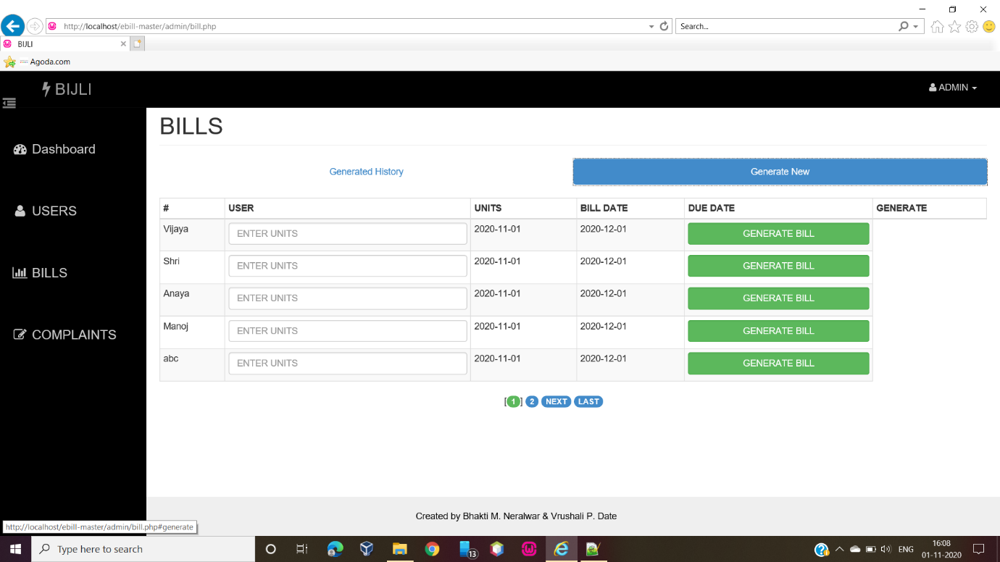 http://localhost/ebill-master/admin/bill.php
Search...
BIJLI
Agoda.com
BIJLI
ADMIN
BILLS
Dashboard
USERS
BILLS
COMPLAINTS
Generated History
Generate New
# USER UNITS BILL DATE DUE DATE GENERATE
Vijaya ENTER UNITS 2020-11-01 2020-12-01 GENERATE BILL
Shri ENTER UNITS 2020-11-01 2020-12-01 GENERATE BILL
Anaya ENTER UNITS 2020-11-01 2020-12-01 GENERATE BILL
Manoj ENTER UNITS 2020-11-01 2020-12-01 GENERATE BILL
abc ENTER UNITS 2020-11-01 2020-12-01 GENERATE BILL
[1] 2 NEXT LAST
Created by Bhakti M. Neralwar & Vrushali P. Date
http://localhost/ebill-master/admin/bill.php#generate
Type here to search
13
ENG
16:08
01-11-2020